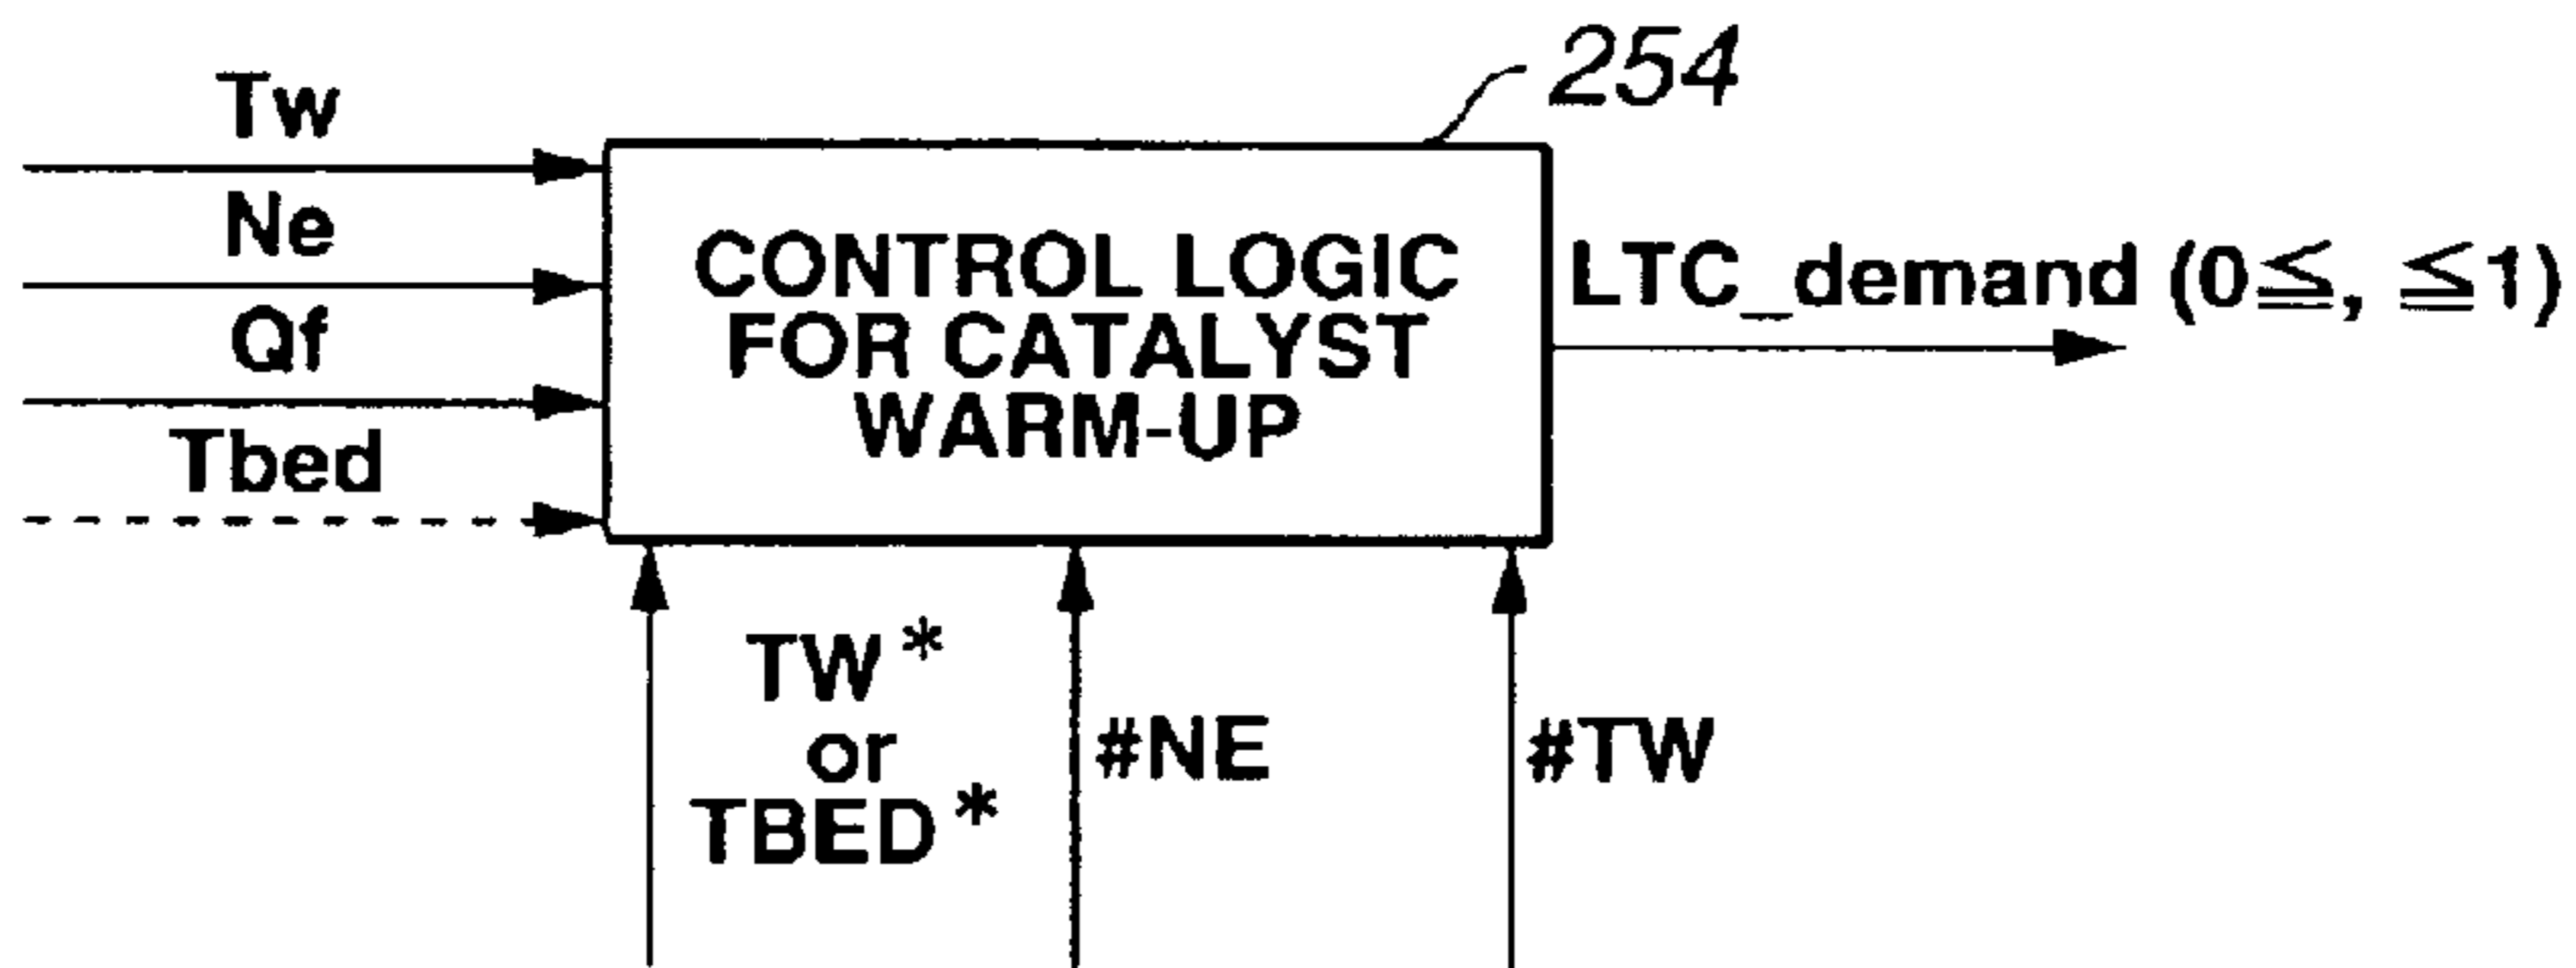 254
Tw
Ne
Qf
Tbed
CONTROL LOGIC
FOR CATALYST
WARM-UP
LTC_demand (0≦, ≦1)
TW*
or
TBED*
#NE
#TW